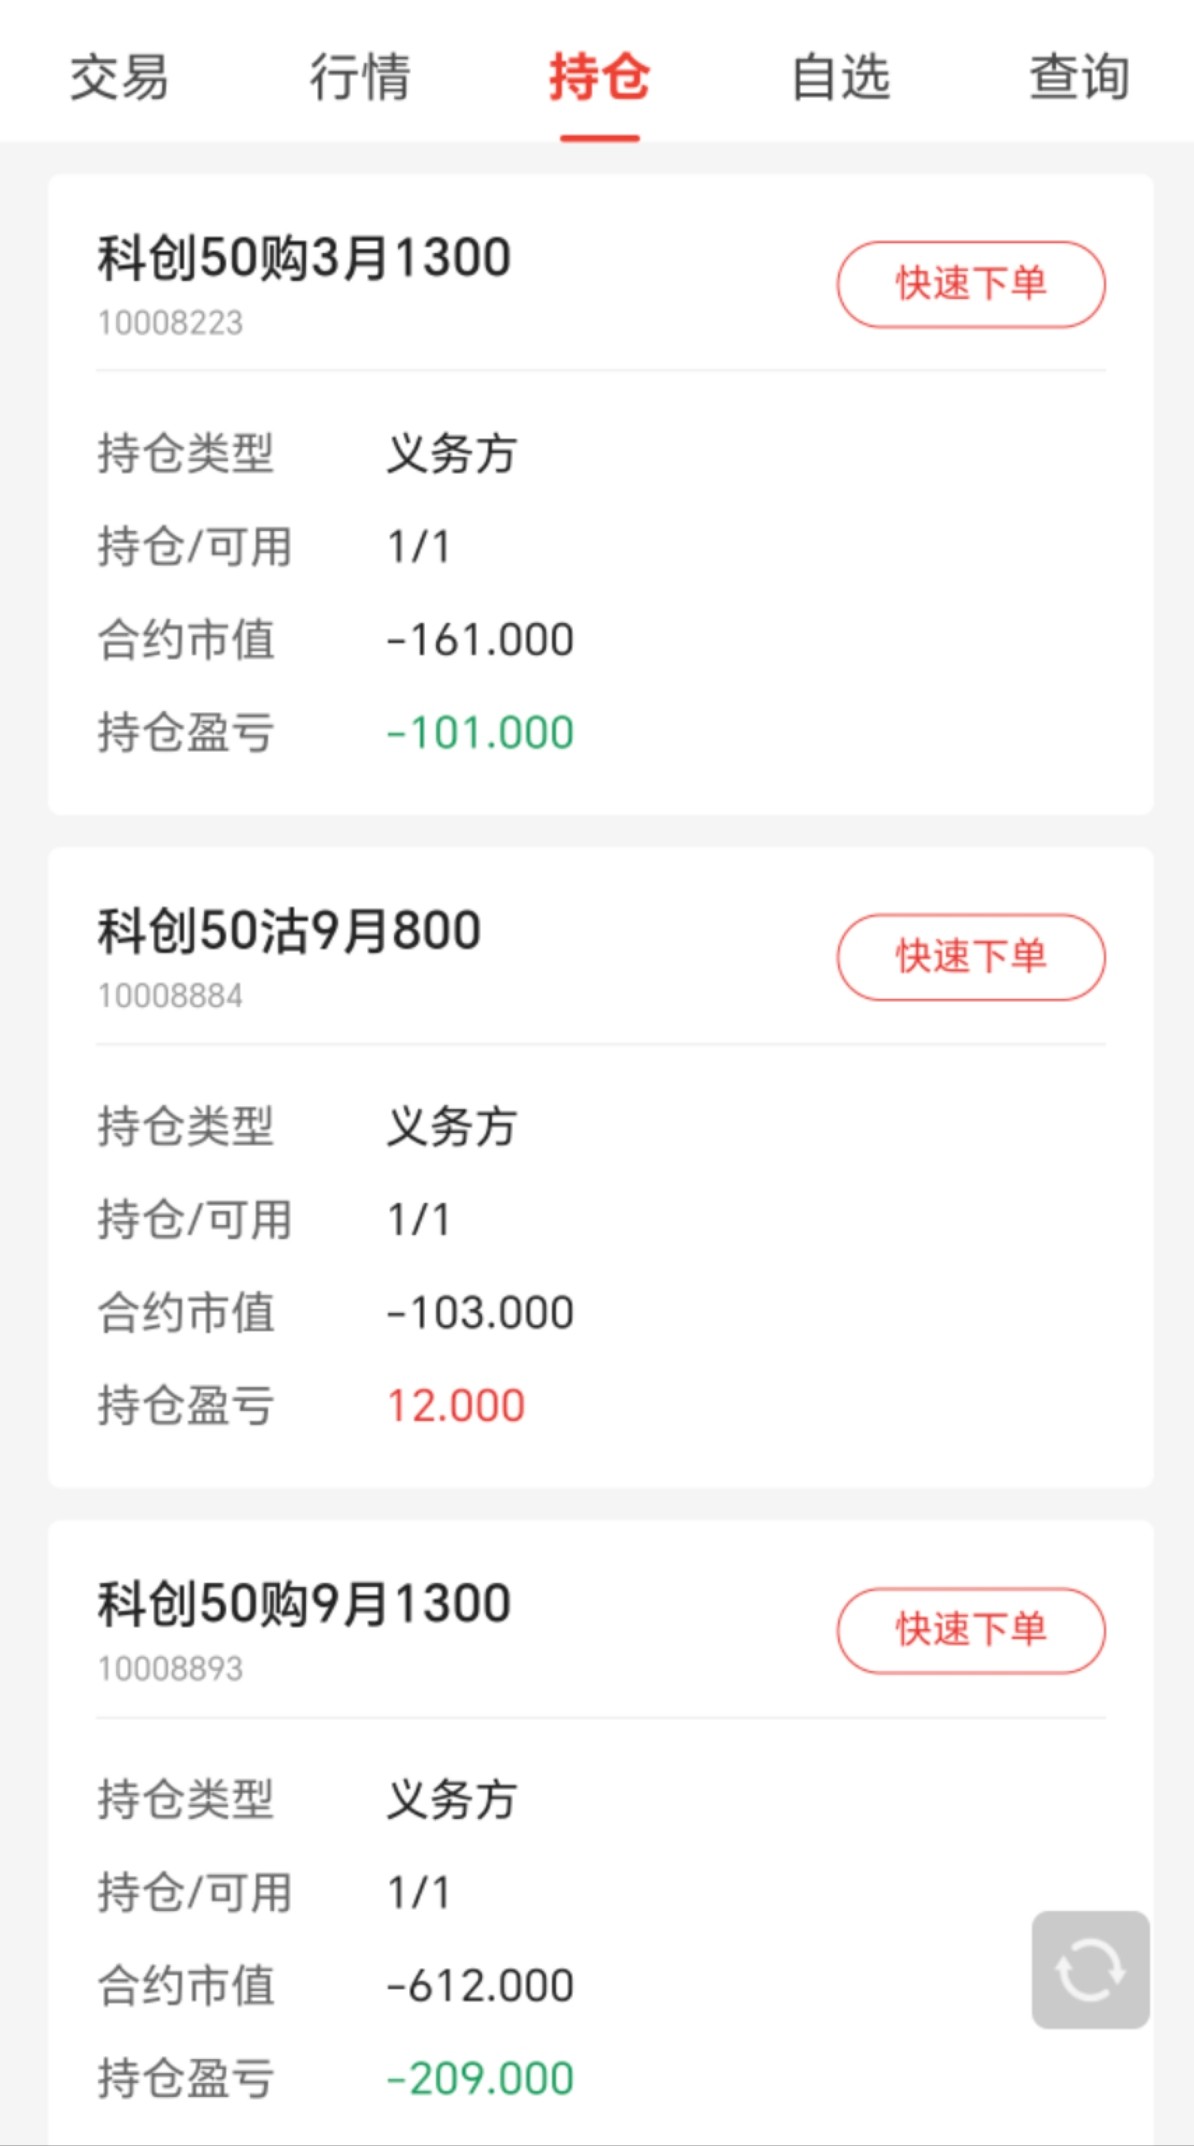 交易 行情 持仓 自选 查询
科创50购3月1300
快速下单
10008223
持仓类型 义务方
持仓/可用 1/1
合约市值 -161.000
持仓盈亏 -101.000
科创50沽9月800
快速下单
10008884
持仓类型 义务方
持仓/可用 1/1
合约市值 -103.000
持仓盈亏 12.000
科创50购9月1300
快速下单
10008893
持仓类型 义务方
持仓/可用 1/1
合约市值 -612.000
持仓盈亏 -209.000